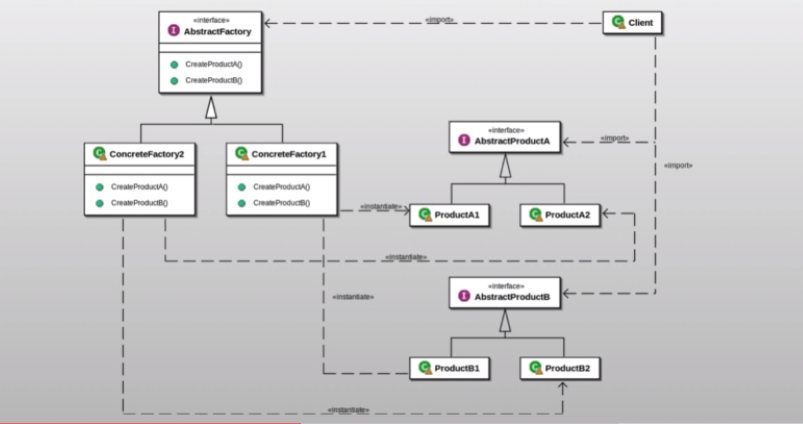 «interface»
AbstractFactory
CreateProductA()
CreateProductB()
«import»
Client
ConcreteFactory2
CreateProductA()
CreateProductB()
ConcreteFactory1
CreateProductA()
CreateProductB()
«interface»
AbstractProductA
«import»
«import»
«instantiate»
ProductA1
ProductA2
«instantiate»
«interface»
AbstractProductB
«instantiate»
ProductB1
ProductB2
«instantiate»